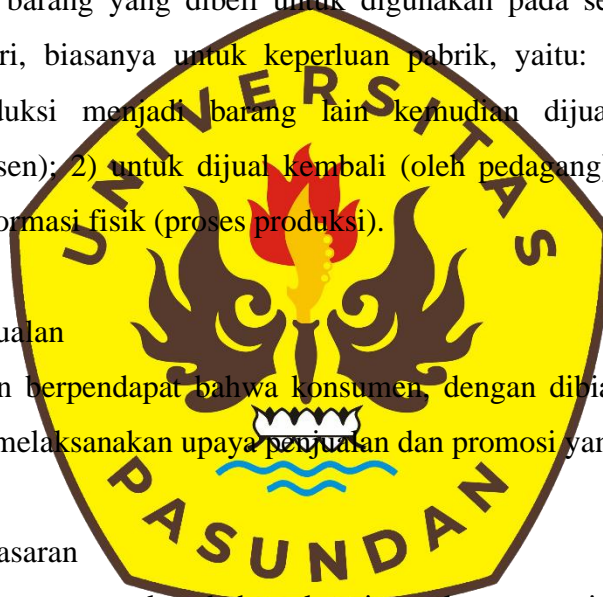 barang yang dibeli untuk digunakan pada se
ri, biasanya untuk keperluan pabrik, yaitu:
duksi menjadi barang lain kemudian dijua
sen); 2) untuk dijual kembali (oleh pedagang)
ormasi fisik (proses produksi).
ualan
n berpendapat bahwa konsumen, dengan dibia
melaksanakan upaya penjualan dan promosi yan
asaran
UNIVERSITAS
PASUNDAN